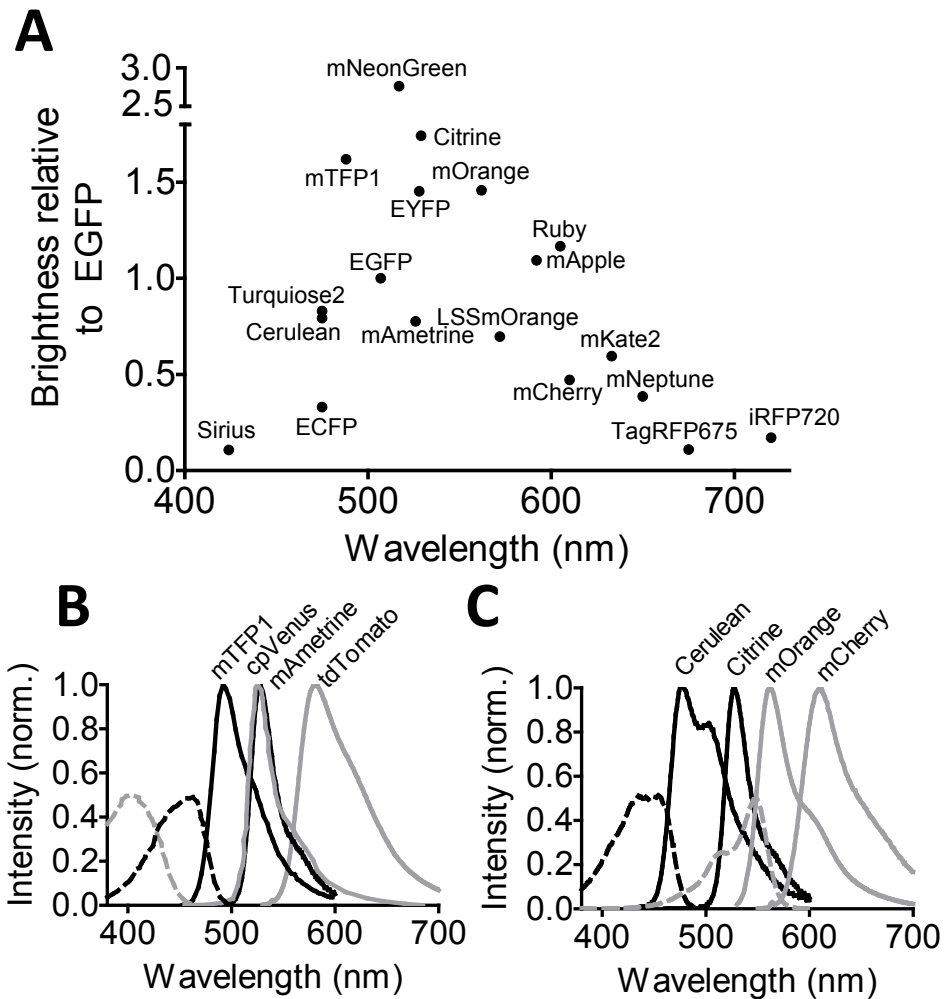 A
Brightness relative
to EGFP
3.0
2.5
1.5
1.0
0.5
0.0
mNeonGreen
Citrine
mTFP1
mOrange
EYFP
Ruby
mApple
EGFP
Turquiose2
Cerulean
mAmetrine
LSSmOrange
mKate2
mCherry
mNeptune
Sirius
ECFP
TagRFP675
iRFP720
400 500 600 700
Wavelength (nm)
B
mTFP1
cpVenus
mAmetrine
tdTomato
Intensity (norm.)
1.0
0.8
0.6
0.4
0.2
0.0
400 500 600 700
Wavelength (nm)
C
Cerulean
Citrine
mOrange
mCherry
Intensity (norm.)
1.0
0.8
0.6
0.4
0.2
0.0
400 500 600 700
Wavelength (nm)